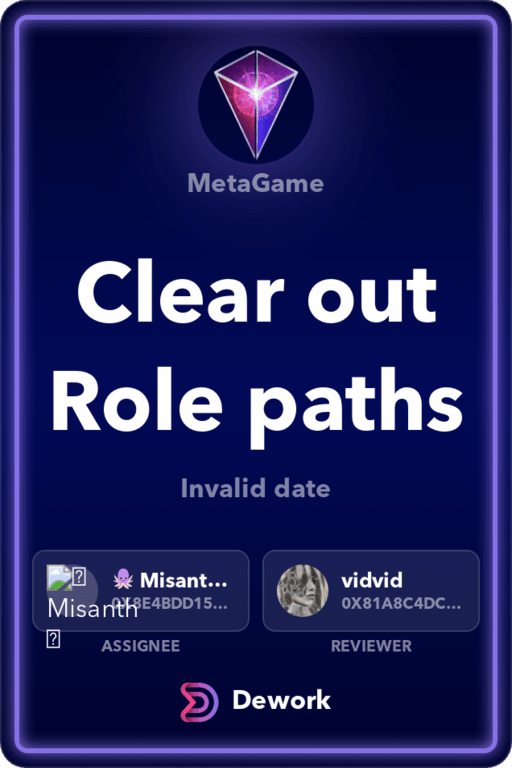 MetaGame
Clear out
Role paths
Invalid date
🐙 Misant...
0X8E4BDD15...
Misanth
vidvid
0X81A8C4DC...
ASSIGNEE
REVIEWER
Dework